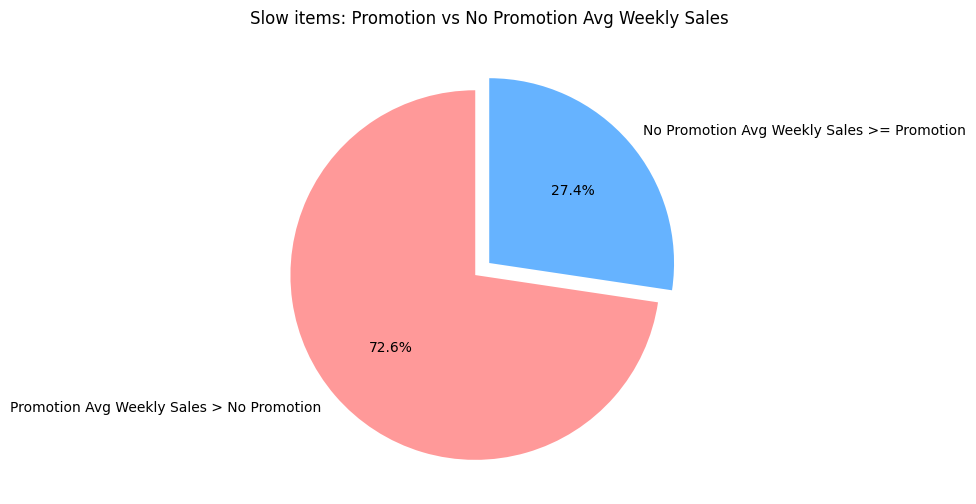 Slow items: Promotion vs No Promotion Avg Weekly Sales
No Promotion Avg Weekly Sales >= Promotion
27.4%
72.6%
Promotion Avg Weekly Sales > No Promotion